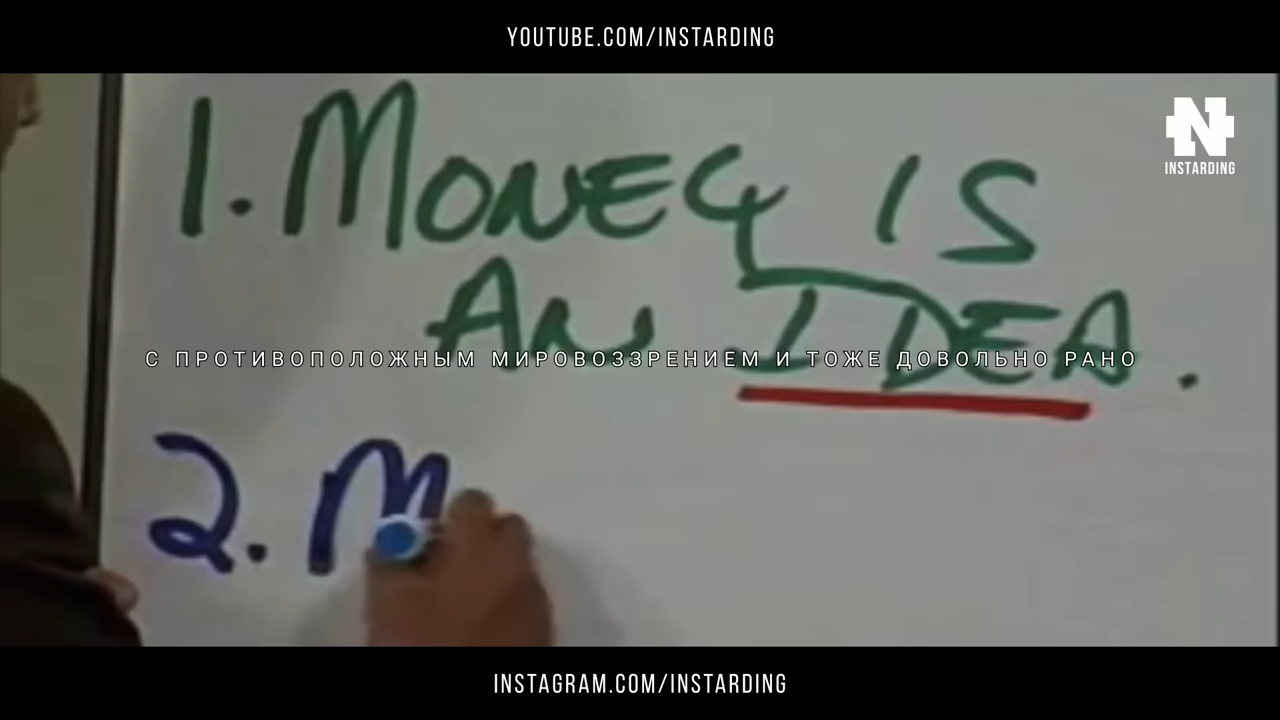 YOUTUBE.COM/INSTARDING
INSTARDING
1. MONEY IS
AN IDEA.
С ПРОТИВОПОЛОЖНЫМ МИРОВОЗЗРЕНИЕМ И ТОЖЕ ДОВОЛЬНО РАНО
2. M
INSTAGRAM.COM/INSTARDING